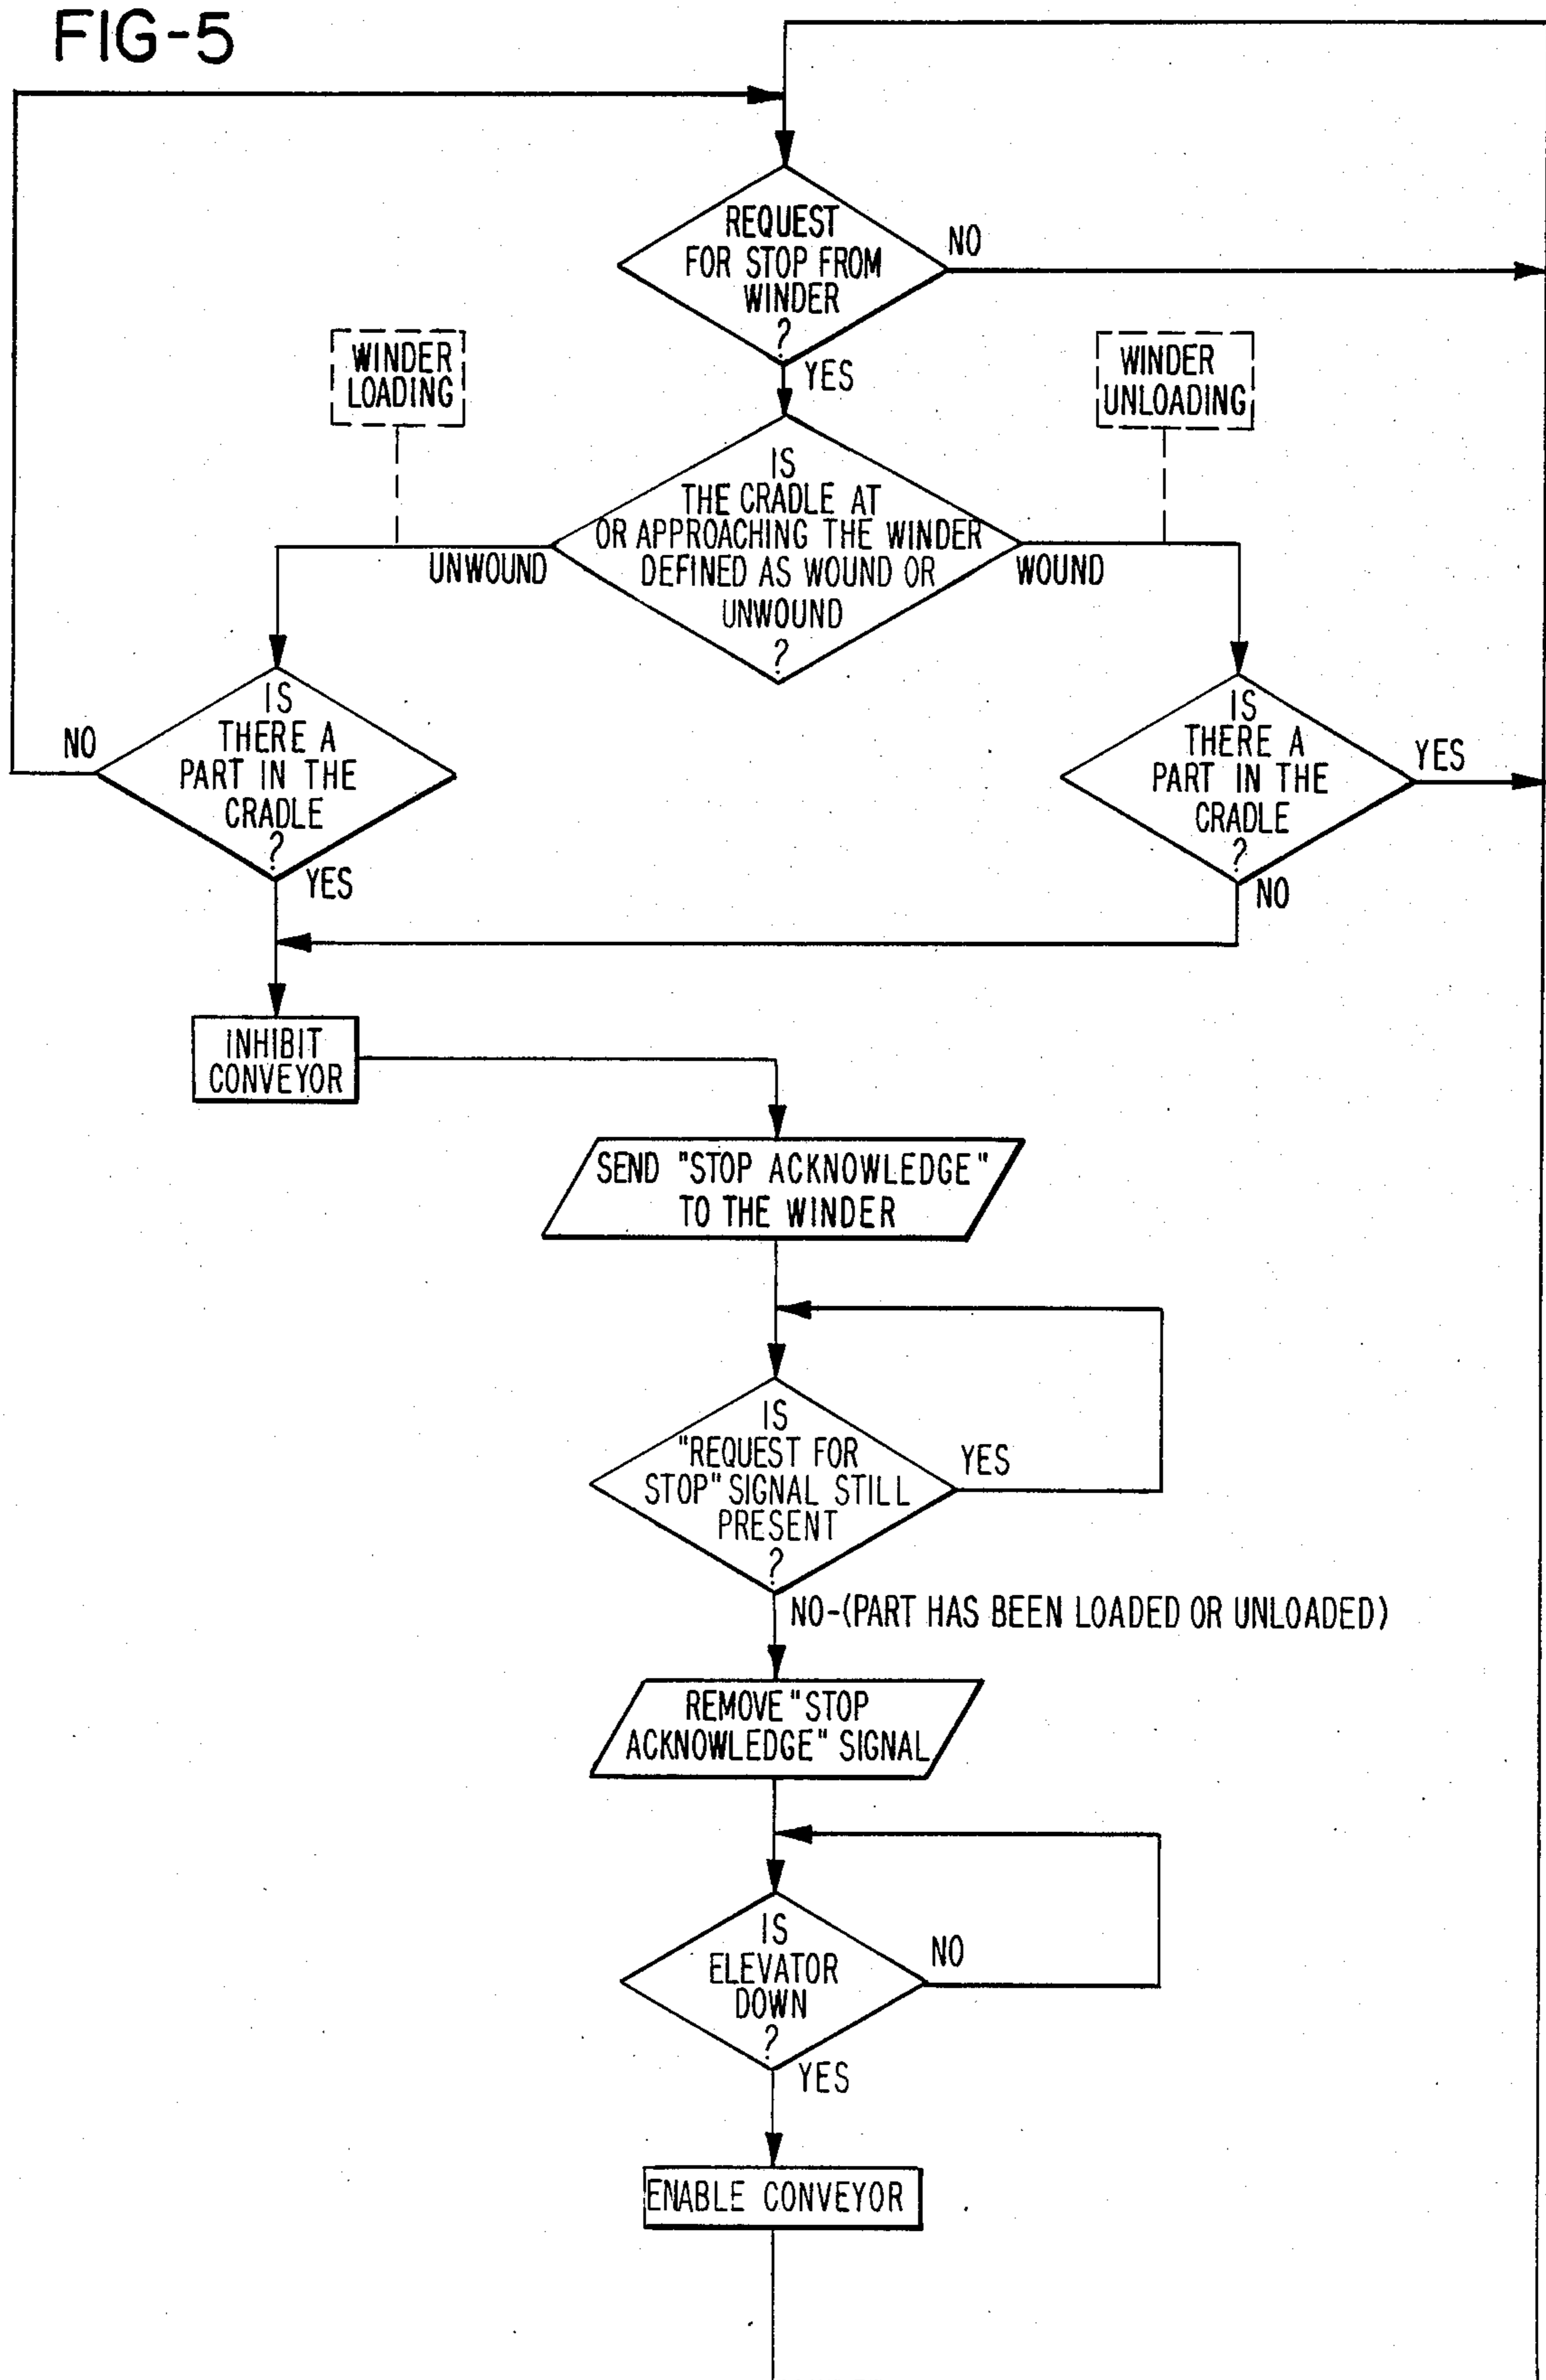 FIG-5
REQUEST
FOR STOP FROM
WINDER
?
NO
YES
WINDER
LOADING
WINDER
UNLOADING
IS
THE CRADLE AT
OR APPROACHING THE WINDER
DEFINED AS WOUND OR
UNWOUND
?
UNWOUND
WOUND
IS
THERE A
PART IN THE
CRADLE
?
NO
YES
IS
THERE A
PART IN THE
CRADLE
?
YES
NO
INHIBIT
CONVEYOR
SEND "STOP ACKNOWLEDGE"
TO THE WINDER
IS
"REQUEST FOR
STOP" SIGNAL STILL
PRESENT
?
YES
NO-(PART HAS BEEN LOADED OR UNLOADED)
REMOVE "STOP
ACKNOWLEDGE" SIGNAL
IS
ELEVATOR
DOWN
?
NO
YES
ENABLE CONVEYOR